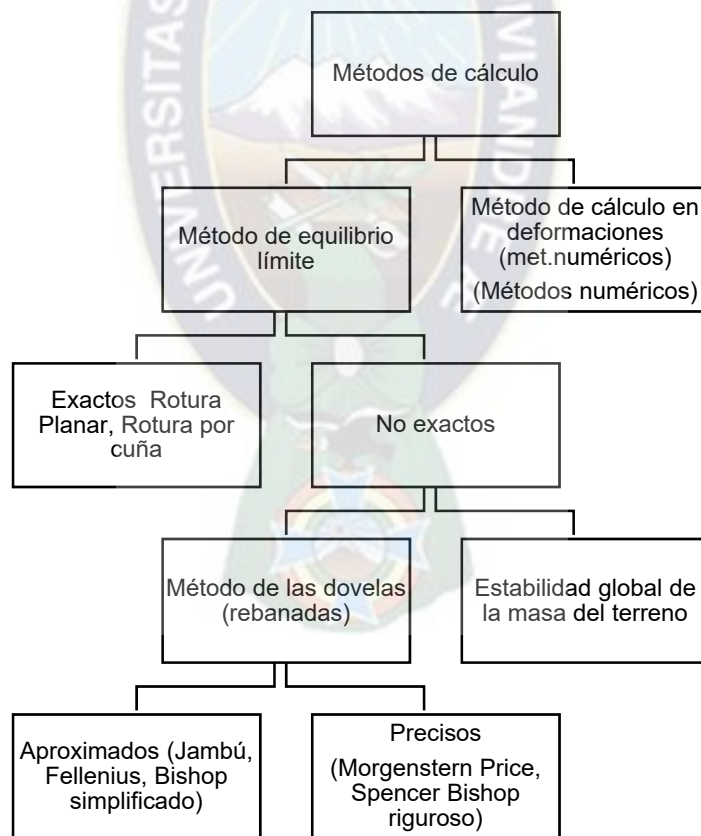 Métodos de cálculo
Método de equilibrio
límite
Método de cálculo en
deformaciones
(met.numéricos)
(Métodos numéricos)
Exactos Rotura
Planar, Rotura por
cuña
No exactos
Método de las dovelas
(rebanadas)
Estabilidad global de
la masa del terreno
Aproximados (Jambú,
Fellenius, Bishop
simplificado)
Precisos
(Morgenstern Price,
Spencer Bishop
riguroso)
UNIVERSITAS